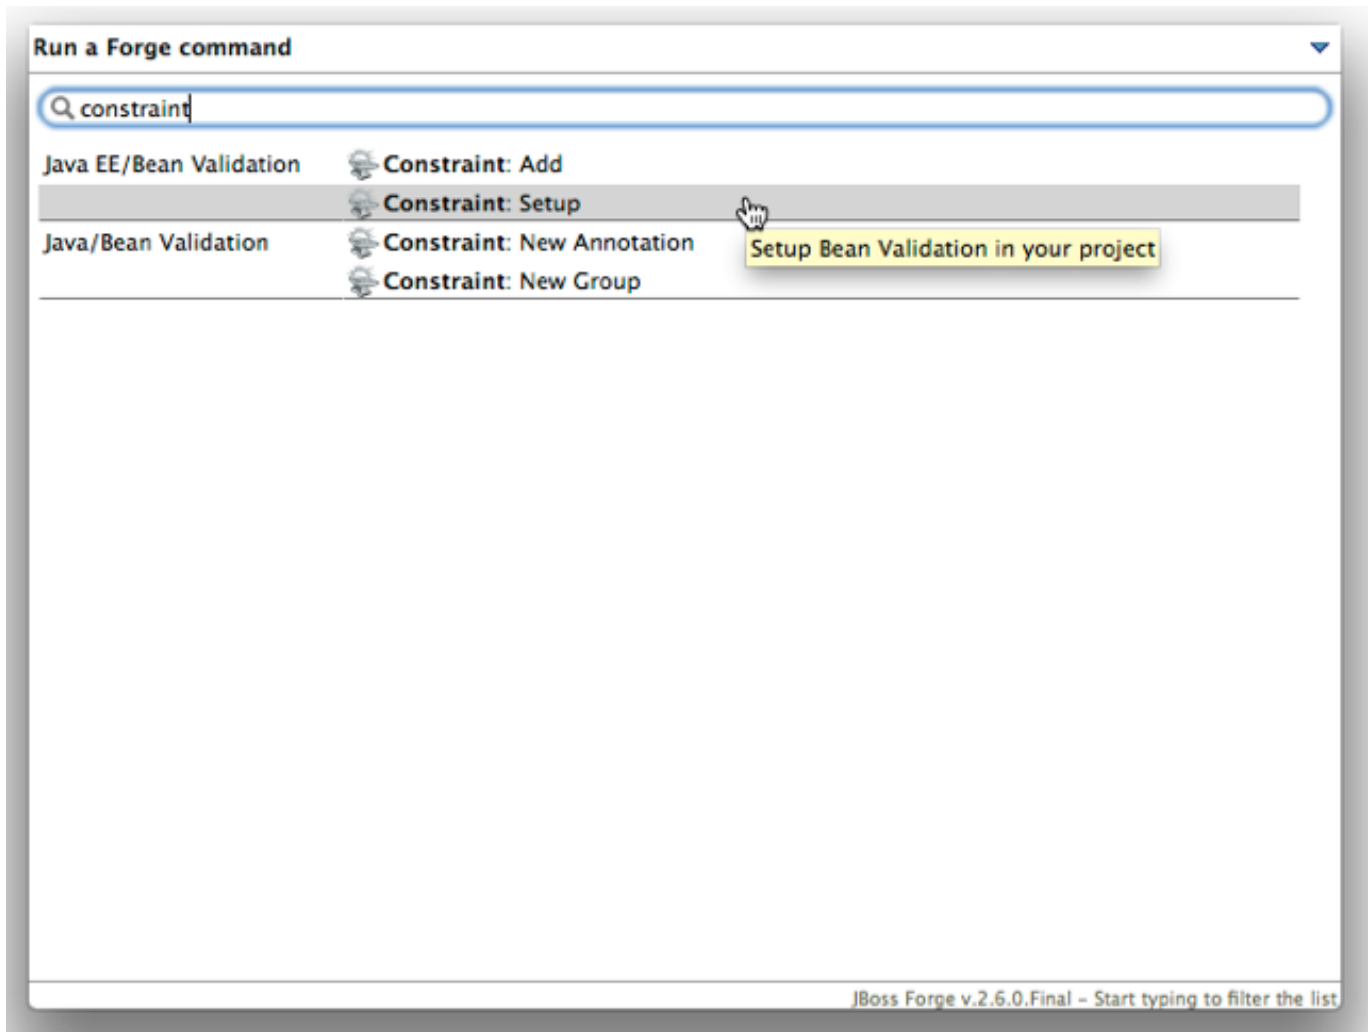 Run a Forge command
constraint
Java EE/Bean Validation Constraint: Add
Constraint: Setup
Java/Bean Validation Constraint: New Annotation
Setup Bean Validation in your project
Constraint: New Group
JBoss Forge v.2.6.0.Final – Start typing to filter the list